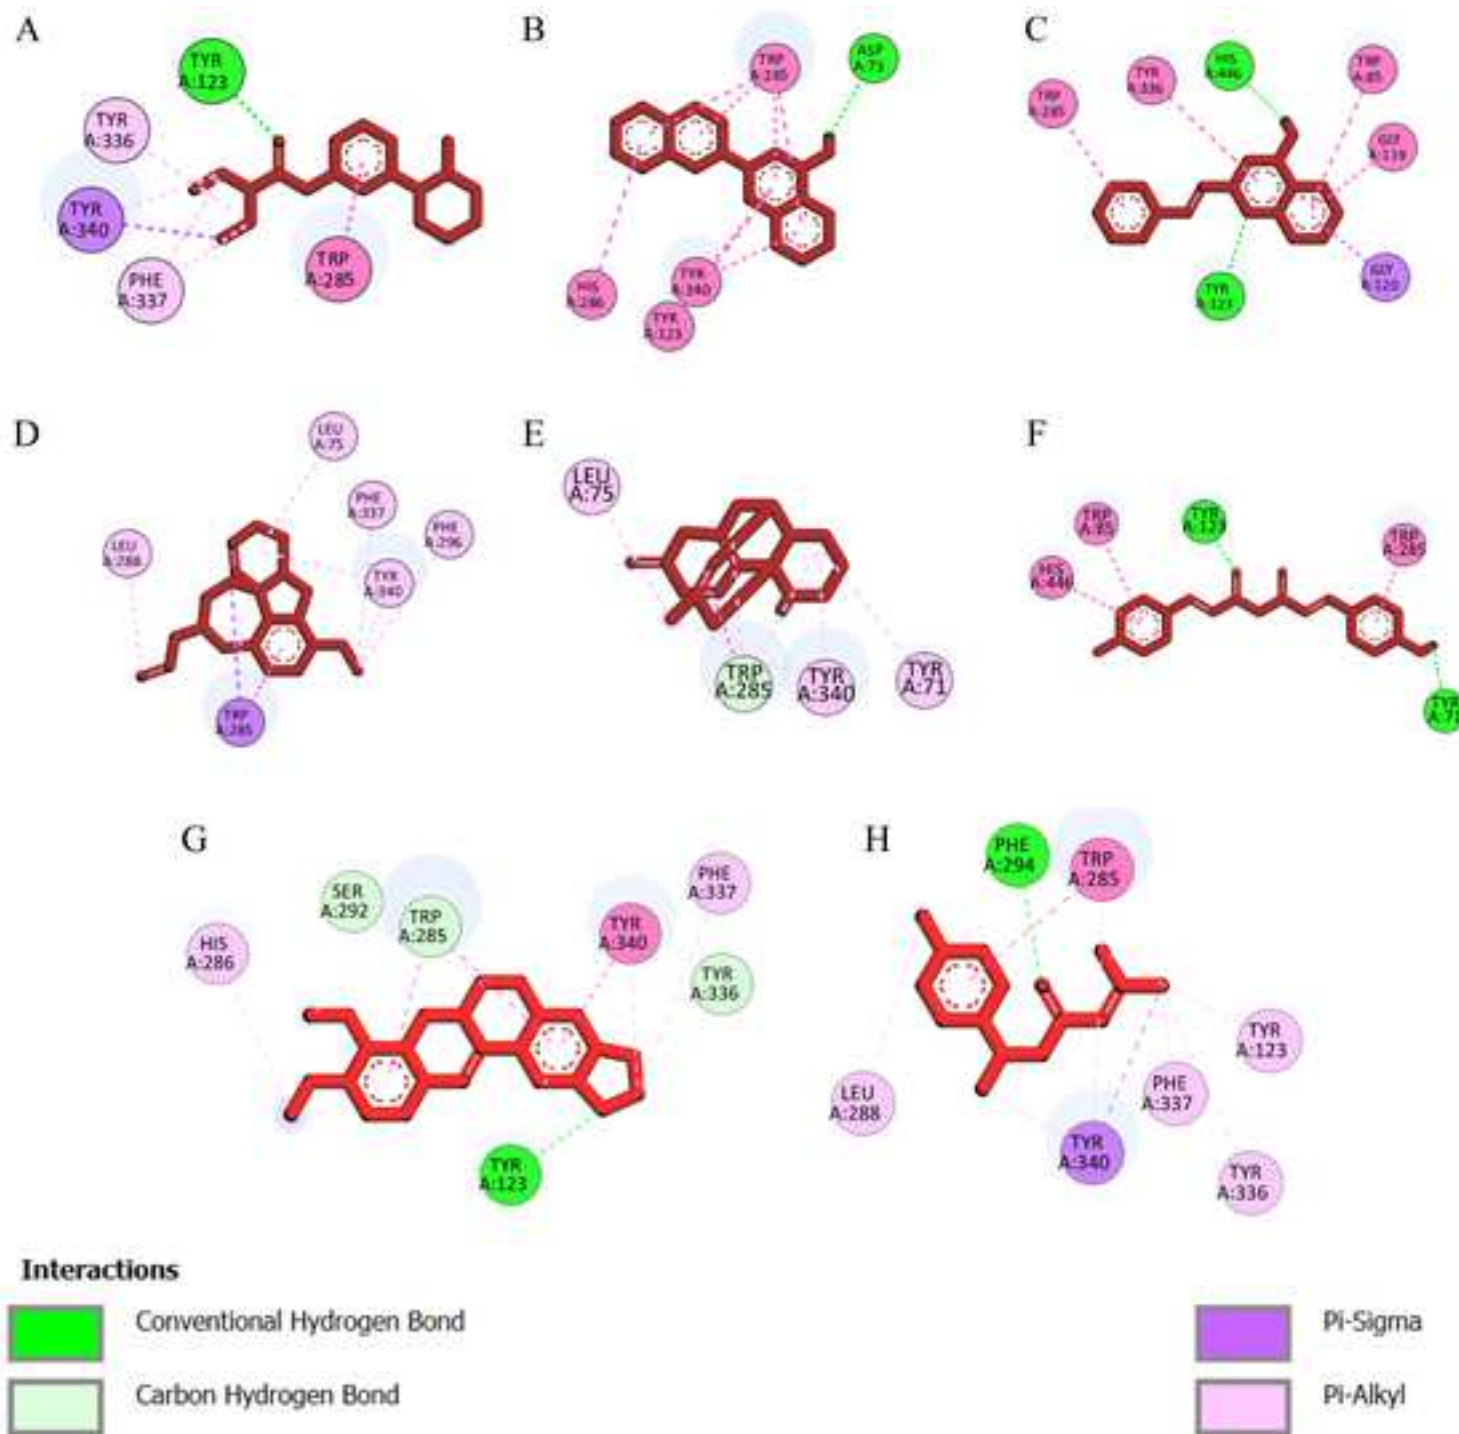 A
TYR
A:123
TYR
A:336
TYR
A:340
PHE
A:337
TRP
A:285
B
TRP
A:285
ASP
A:73
HIS
A:286
TYR
A:340
TYR
A:123
C
TRP
A:285
TYR
A:336
HIS
A:446
TRP
A:85
GLY
A:119
GLY
A:120
TYR
A:123
D
LEU
A:75
PHE
A:337
PHE
A:296
LEU
A:288
TYR
A:340
TRP
A:285
E
LEU
A:75
TRP
A:285
TYR
A:340
TYR
A:71
F
TRP
A:85
TYR
A:123
TRP
A:285
HIS
A:446
TYR
G
SER
A:292
TRP
A:285
HIS
A:286
TYR
A:340
PHE
A:337
TYR
A:336
TYR
A:123
H
PHE
A:294
TRP
A:285
LEU
A:288
TYR
A:340
PHE
A:337
TYR
A:123
TYR
A:336
Interactions
Conventional Hydrogen Bond
Carbon Hydrogen Bond
Pi-Sigma
Pi-Alkyl